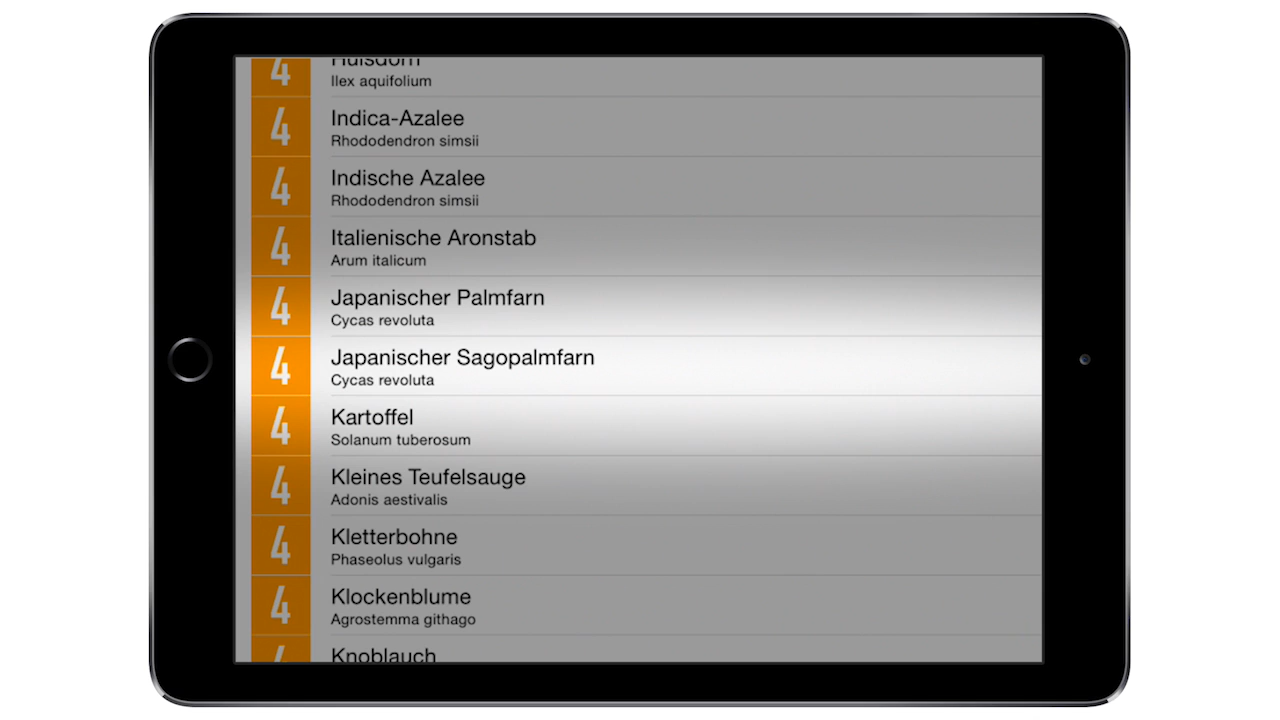 4 Hulsdorn
Ilex aquifolium
4 Indica-Azalee
Rhododendron simsii
4 Indische Azalee
Rhododendron simsii
4 Italienische Aronstab
Arum italicum
4 Japanischer Palmfarn
Cycas revoluta
4 Japanischer Sagopalmfarn
Cycas revoluta
4 Kartoffel
Solanum tuberosum
4 Kleines Teufelsauge
Adonis aestivalis
4 Kletterbohne
Phaseolus vulgaris
4 Klockenblume
Agrostemma githago
4 Knoblauch